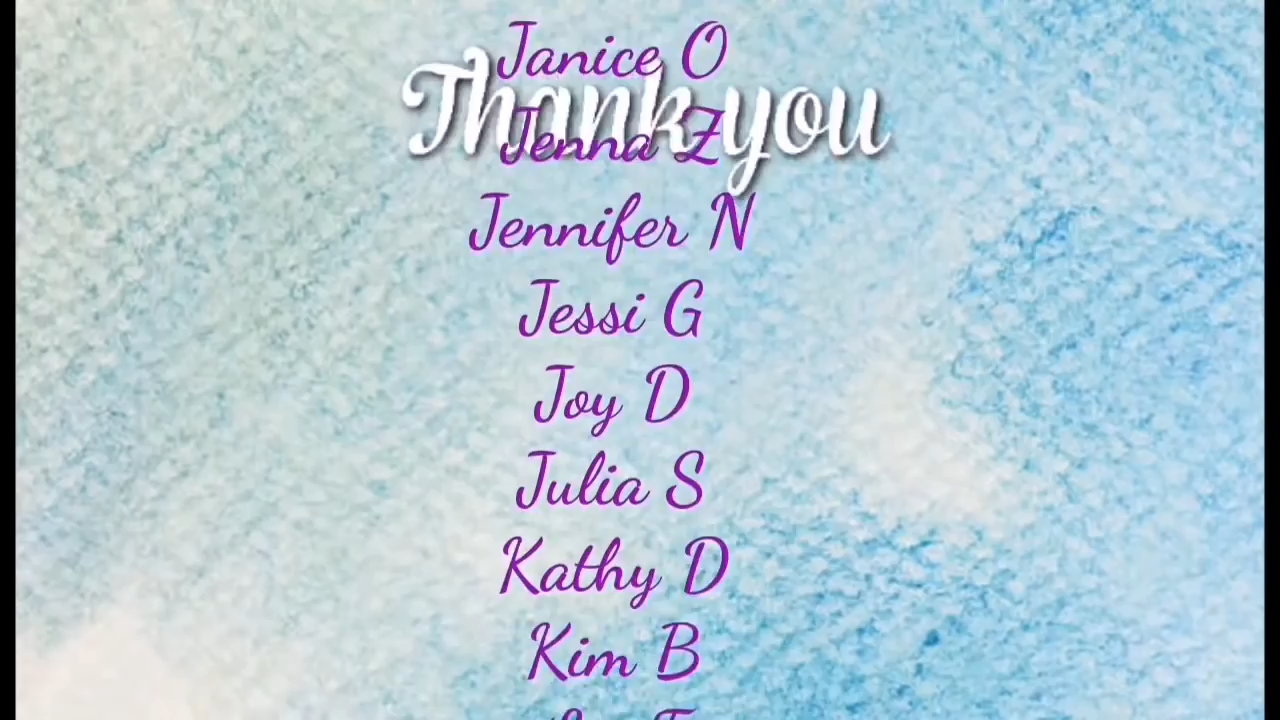 Janice O
Thank you
Jenna Z
Jennifer N
Jessi G
Joy D
Julia S
Kathy D
Kim B